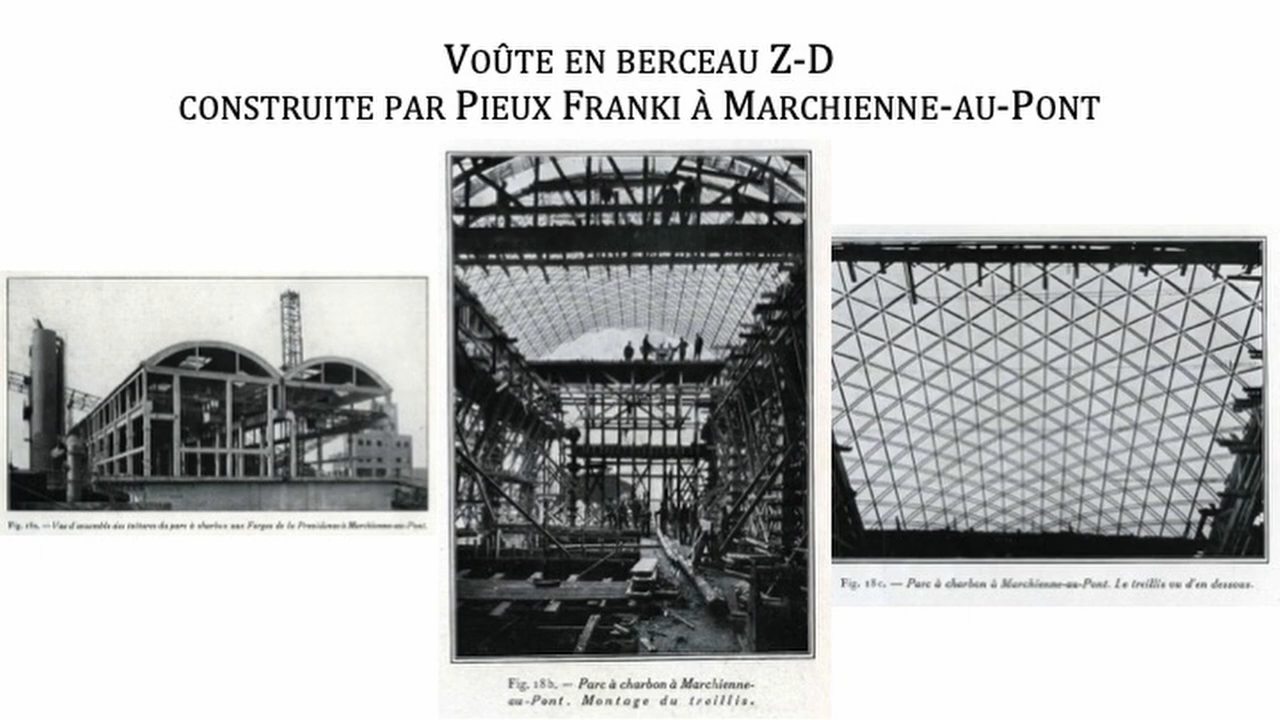 VOÛTE EN BERCEAU Z-D
CONSTRUITE PAR PIEUX FRANKI À MARCHIENNE-AU-PONT
Fig. 18a. — Vue d'ensemble des toitures du parc à charbon aux Forges de la Providence à Marchienne-au-Pont.
Fig. 18b. — Parc à charbon à Marchienne-
au-Pont. Montage du treillis.
Fig. 18c. — Parc à charbon à Marchienne-au-Pont. Le treillis vu d'en dessous.